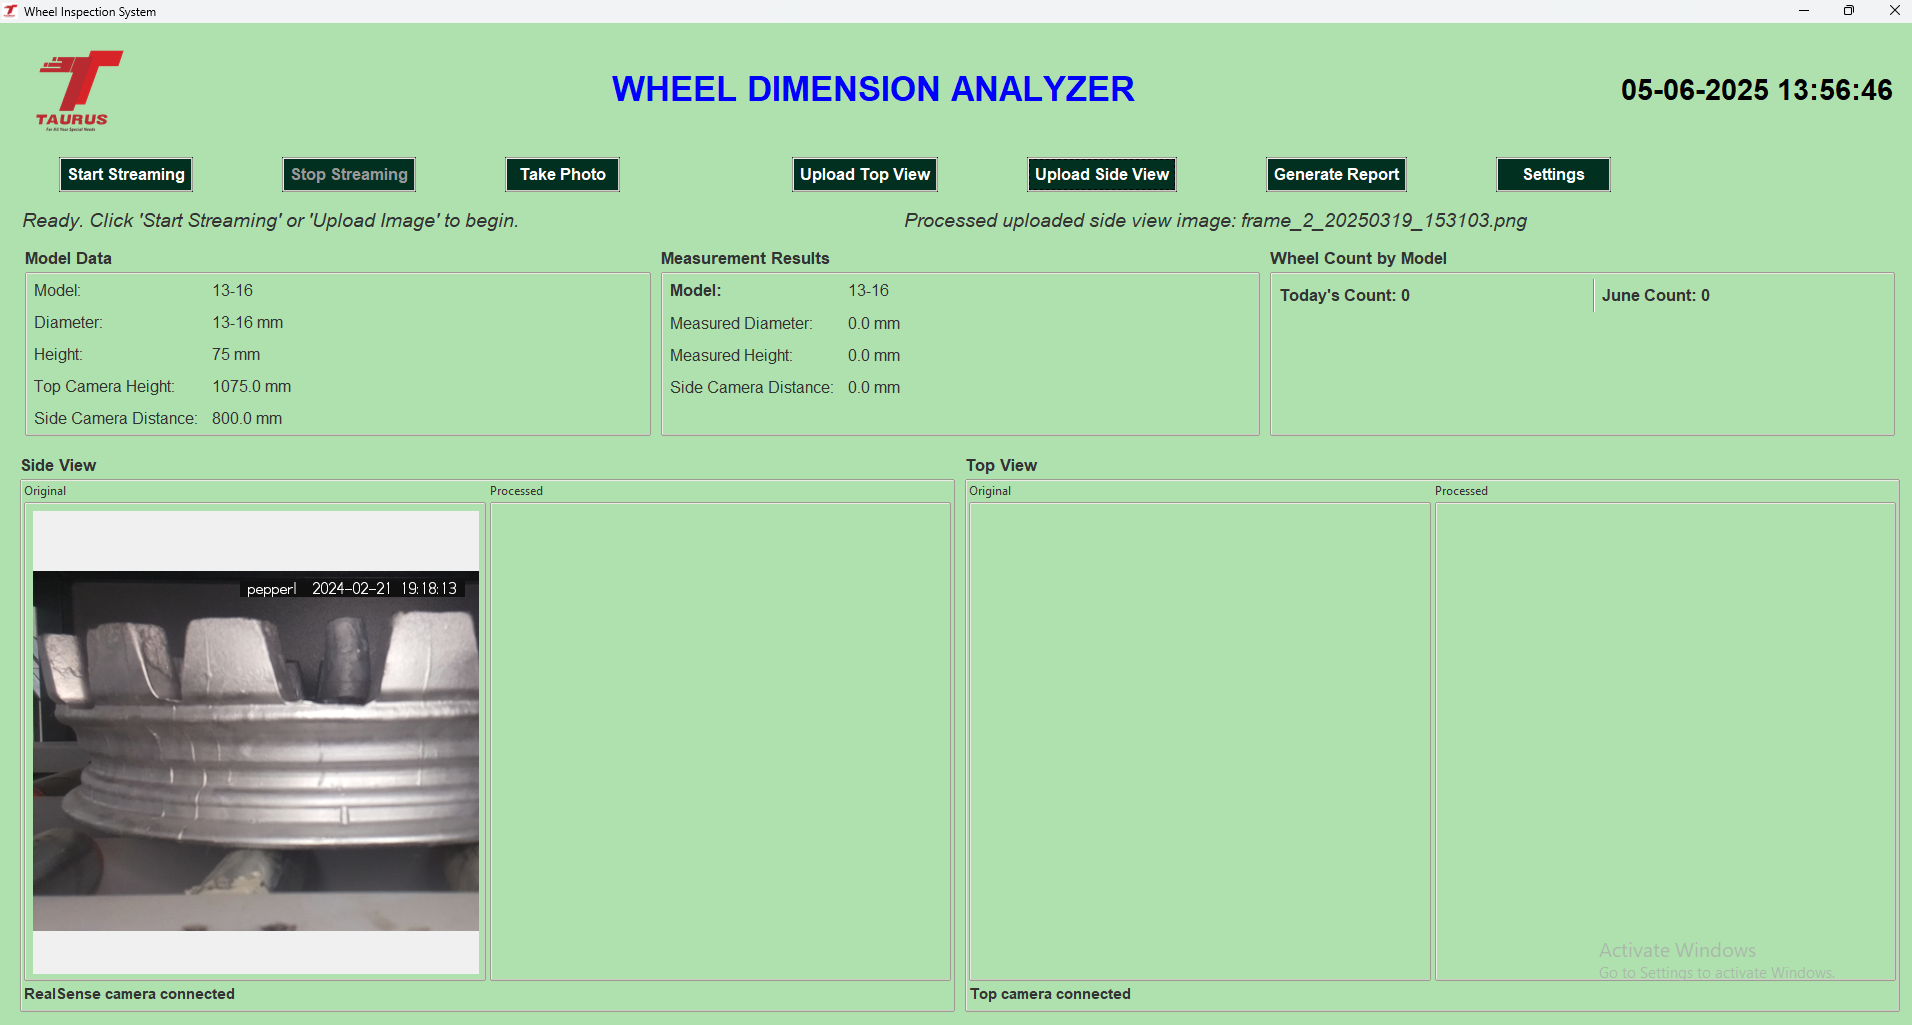 Wheel Inspection System
TAURUS
For All Your Special Needs
WHEEL DIMENSION ANALYZER
05-06-2025 13:56:46
Start Streaming
Stop Streaming
Take Photo
Upload Top View
Upload Side View
Generate Report
Settings
Ready. Click 'Start Streaming' or 'Upload Image' to begin.
Processed uploaded side view image: frame_2_20250319_153103.png
Model Data
Model: 13-16
Diameter: 13-16 mm
Height: 75 mm
Top Camera Height: 1075.0 mm
Side Camera Distance: 800.0 mm
Measurement Results
Model: 13-16
Measured Diameter: 0.0 mm
Measured Height: 0.0 mm
Side Camera Distance: 0.0 mm
Wheel Count by Model
Today's Count: 0
June Count: 0
Side View
Original
Processed
pepperl 2024-02-21 19:18:13
RealSense camera connected
Top View
Original
Processed
Top camera connected
Activate Windows
Go to Settings to activate Windows.